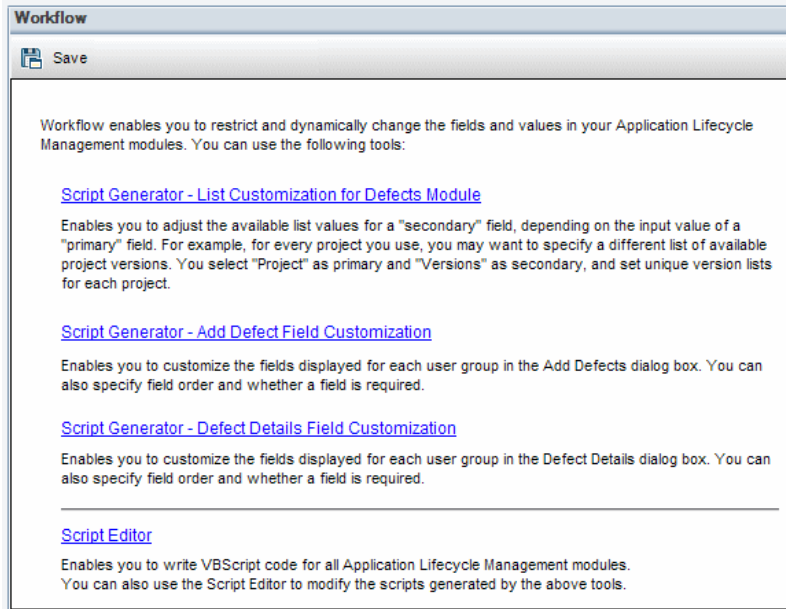 Workflow
Save
Workflow enables you to restrict and dynamically change the fields and values in your Application Lifecycle
Management modules. You can use the following tools:
Script Generator - List Customization for Defects Module
Enables you to adjust the available list values for a "secondary" field, depending on the input value of a
"primary" field. For example, for every project you use, you may want to specify a different list of available
project versions. You select "Project" as primary and "Versions" as secondary, and set unique version lists
for each project.
Script Generator - Add Defect Field Customization
Enables you to customize the fields displayed for each user group in the Add Defects dialog box. You can
also specify field order and whether a field is required.
Script Generator - Defect Details Field Customization
Enables you to customize the fields displayed for each user group in the Defect Details dialog box. You can
also specify field order and whether a field is required.
Script Editor
Enables you to write VBScript code for all Application Lifecycle Management modules.
You can also use the Script Editor to modify the scripts generated by the above tools.